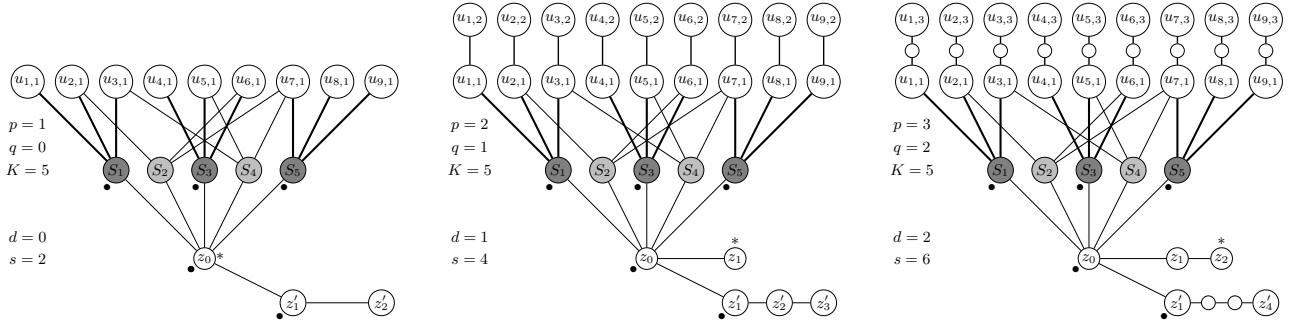 u1,2 u2,2 u3,2 u4,2 u5,2 u6,2 u7,2 u8,2 u9,2
u1,3 u2,3 u3,3 u4,3 u5,3 u6,3 u7,3 u8,3 u9,3
u1,1 u2,1 u3,1 u4,1 u5,1 u6,1 u7,1 u8,1 u9,1
u1,1 u2,1 u3,1 u4,1 u5,1 u6,1 u7,1 u8,1 u9,1
u1,1 u2,1 u3,1 u4,1 u5,1 u6,1 u7,1 u8,1 u9,1
p = 1
q = 0
K = 5
p = 2
q = 1
K = 5
p = 3
q = 2
K = 5
S1 S2 S3 S4 S5
S1 S2 S3 S4 S5
S1 S2 S3 S4 S5
d = 0
s = 2
z0 *
z′1 z′2
d = 1
s = 4
*
z0 z1
z′1 z′2 z′3
d = 2
s = 6
*
z0 z1 z2
z′1 z′4